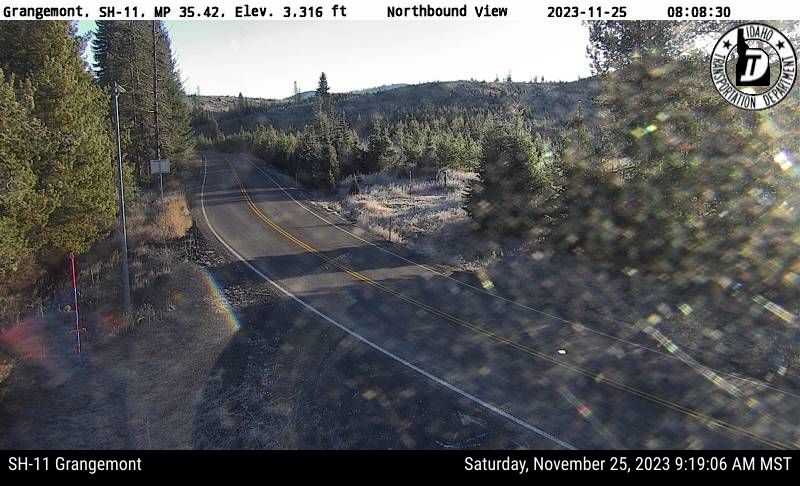 Grangemont, SH-11, MP 35.42, Elev. 3,316 ft Northbound View 2023-11-25 08:08:30
IDAHO
TRANSPORTATION DEPARTMENT
SH-11 Grangemont Saturday, November 25, 2023 9:19:06 AM MST